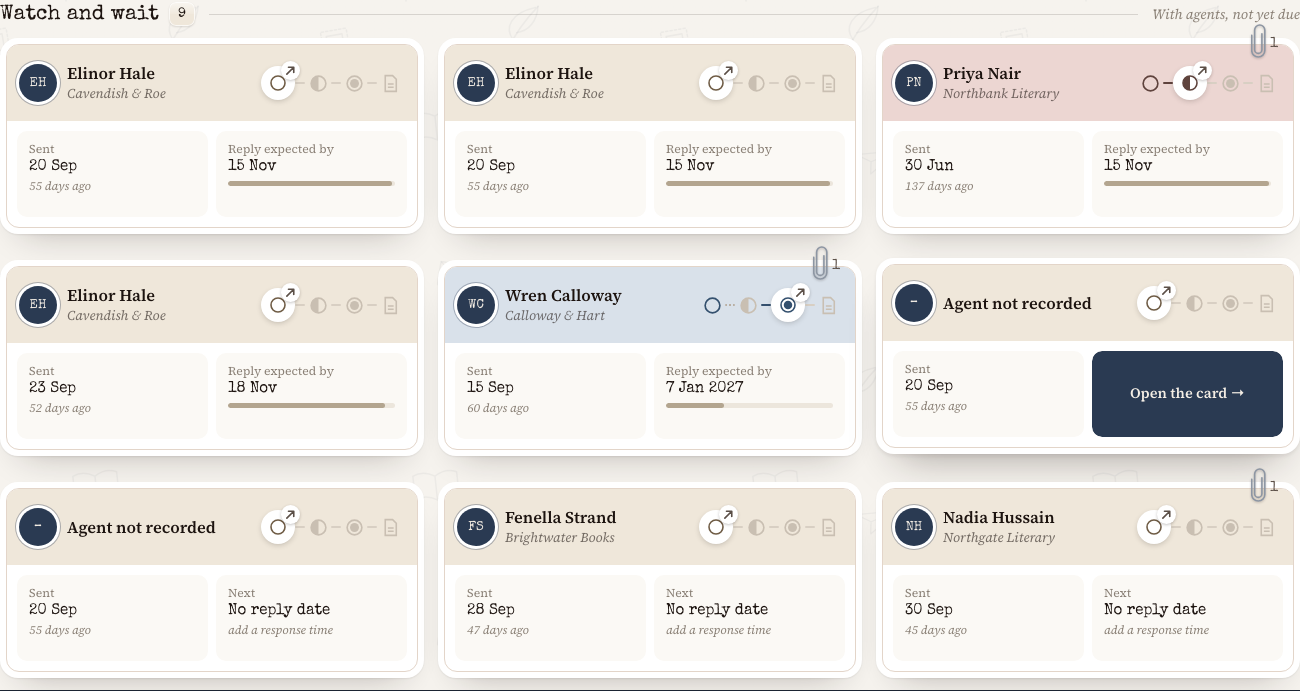 Watch and wait 9
With agents, not yet due
EH
Elinor Hale
Cavendish & Roe
Sent
20 Sep
55 days ago
Reply expected by
15 Nov
EH
Elinor Hale
Cavendish & Roe
Sent
20 Sep
55 days ago
Reply expected by
15 Nov
1
PN
Priya Nair
Northbank Literary
Sent
30 Jun
137 days ago
Reply expected by
15 Nov
EH
Elinor Hale
Cavendish & Roe
Sent
23 Sep
52 days ago
Reply expected by
18 Nov
1
WC
Wren Calloway
Calloway & Hart
Sent
15 Sep
60 days ago
Reply expected by
7 Jan 2027
–
Agent not recorded
Sent
20 Sep
55 days ago
Open the card →
–
Agent not recorded
Sent
20 Sep
55 days ago
Next
No reply date
add a response time
FS
Fenella Strand
Brightwater Books
Sent
28 Sep
47 days ago
Next
No reply date
add a response time
1
NH
Nadia Hussain
Northgate Literary
Sent
30 Sep
45 days ago
Next
No reply date
add a response time